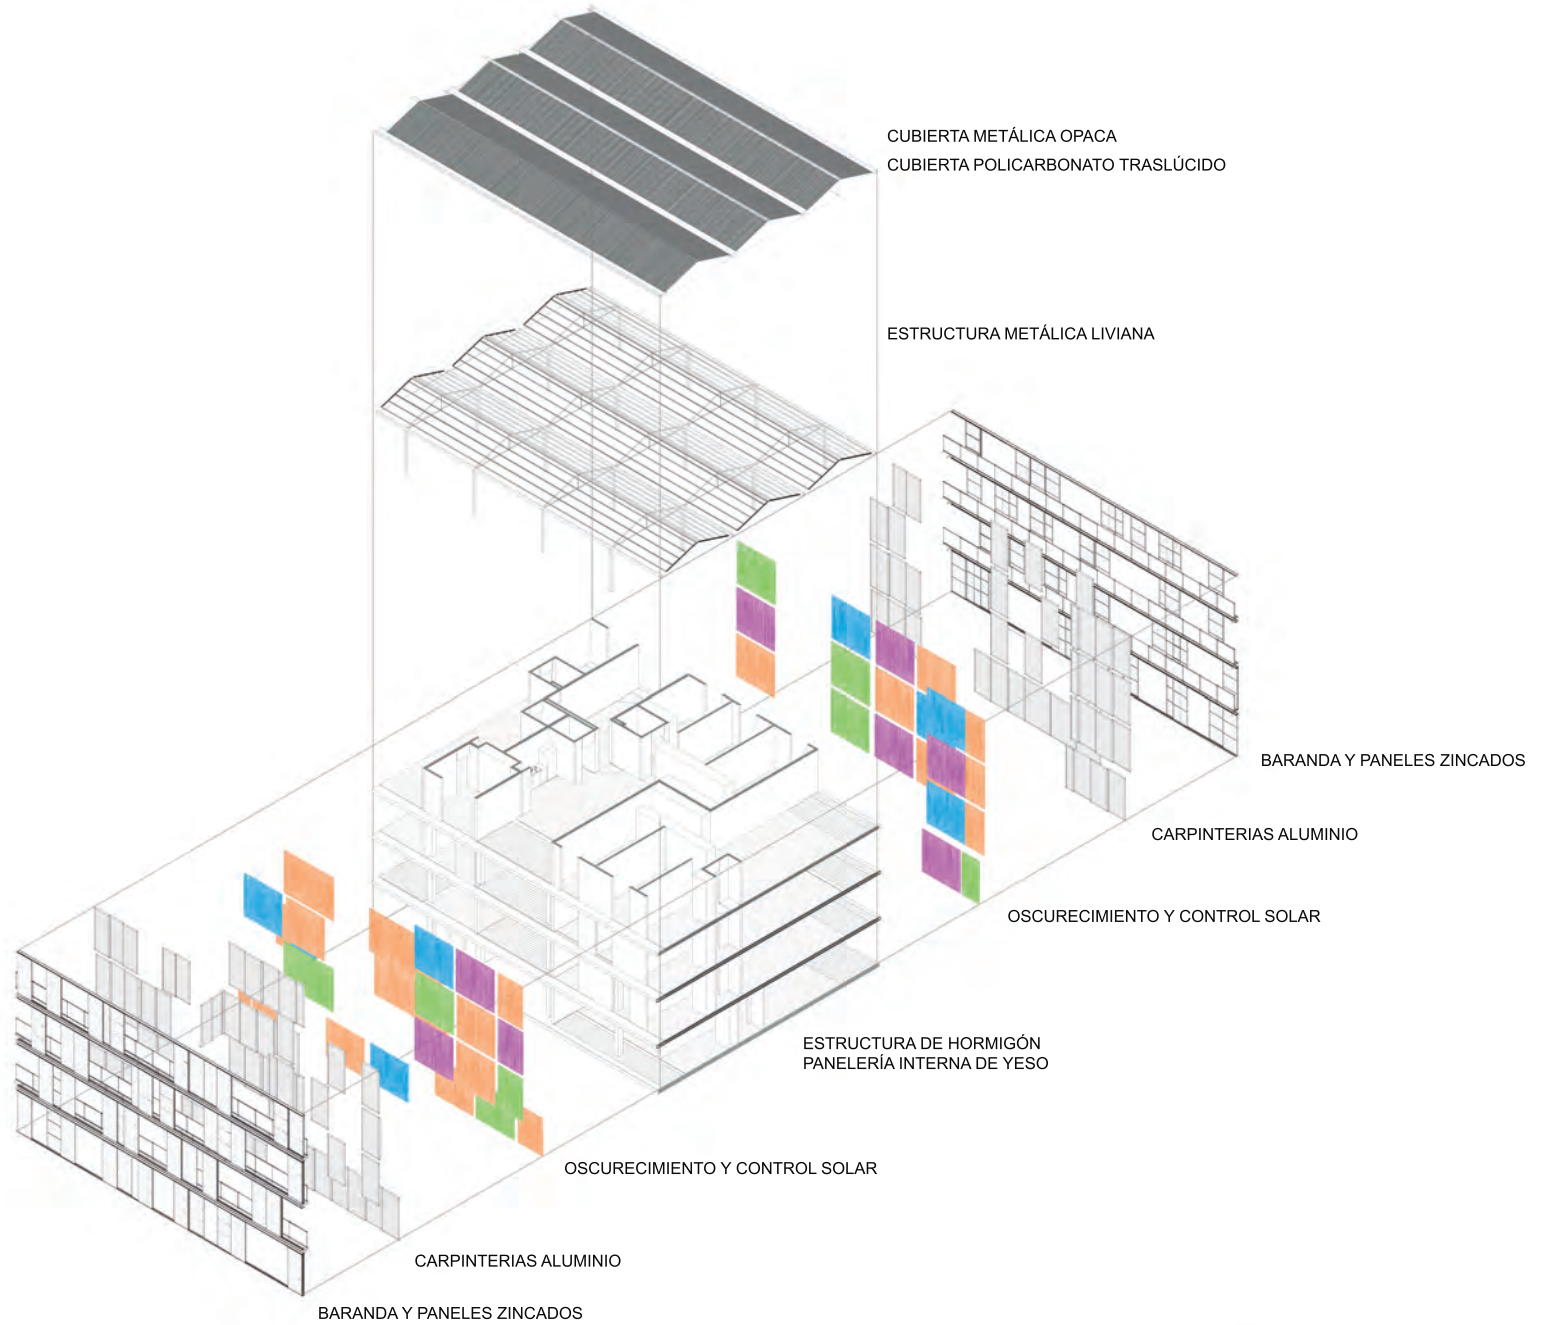 CUBIERTA METÁLICA OPACA
CUBIERTA POLICARBONATO TRASLÚCIDO
ESTRUCTURA METÁLICA LIVIANA
BARANDA Y PANELES ZINCADOS
CARPINTERIAS ALUMINIO
OSCURECIMIENTO Y CONTROL SOLAR
ESTRUCTURA DE HORMIGÓN
PANELERÍA INTERNA DE YESO
OSCURECIMIENTO Y CONTROL SOLAR
CARPINTERIAS ALUMINIO
BARANDA Y PANELES ZINCADOS